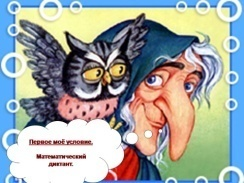 Первое моё условие.
Математический
диктант.